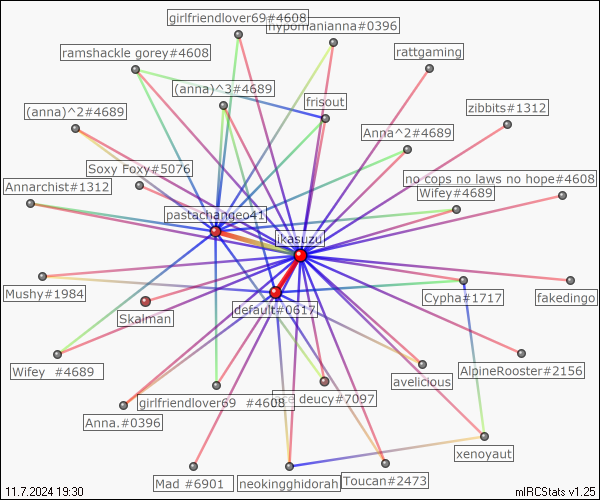 girlfriendlover69#4608
hypomanianna#0396
ramshackle gorey#4608
rattgaming
(anna)^3#4689
frisout
(anna)^2#4689
zibbits#1312
Anna^2#4689
Soxy Foxy#5076
no cops no laws no hope#4608
Annarchist#1312
Wifey#4689
pastachangeo41
ikasuzu
Mushy#1984
Cypha#1717
fakedingo
Skalman
default#0617
Wifey #4689
AlpineRooster#2156
avelicious
girlfriendlover69 #4608
deucy#7097
Anna.#0396
xenoyaut
Mad #6901
neokingghidorah
Toucan#2473
11.7.2024 19:30
mIRCStats v1.25